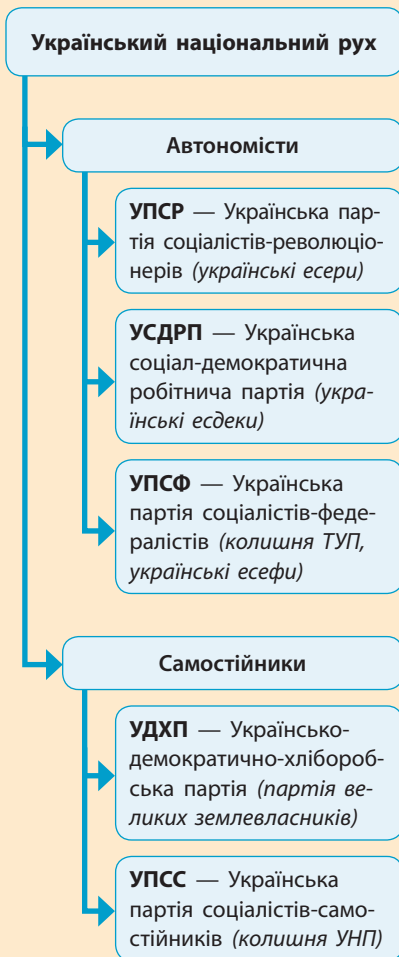 Український національний рух
Автономісти
УПСР — Українська пар-
тія соціалістів-революціо-
нерів (українські есери)
УСДРП — Українська
соціал-демократична
робітнича партія (укра-
їнські есдеки)
УПСФ — Українська
партія соціалістів-феде-
ралістів (колишня ТУП,
українські есефи)
Самостійники
УДХП — Українсько-
демократично-хлібороб-
ська партія (партія ве-
ликих землевласників)
УПСС — Українська
партія соціалістів-само-
стійників (колишня УНП)